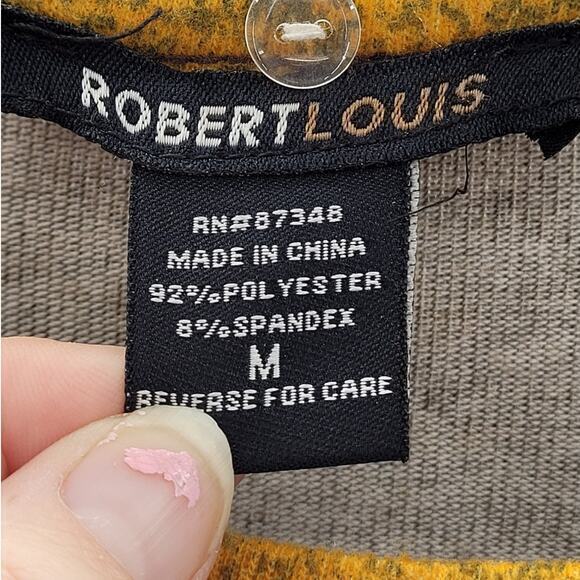 ROBERTLOUIS
RN#87348
MADE IN CHINA
92%POLYESTER
8%SPANDEX
M
REVERSE FOR CARE